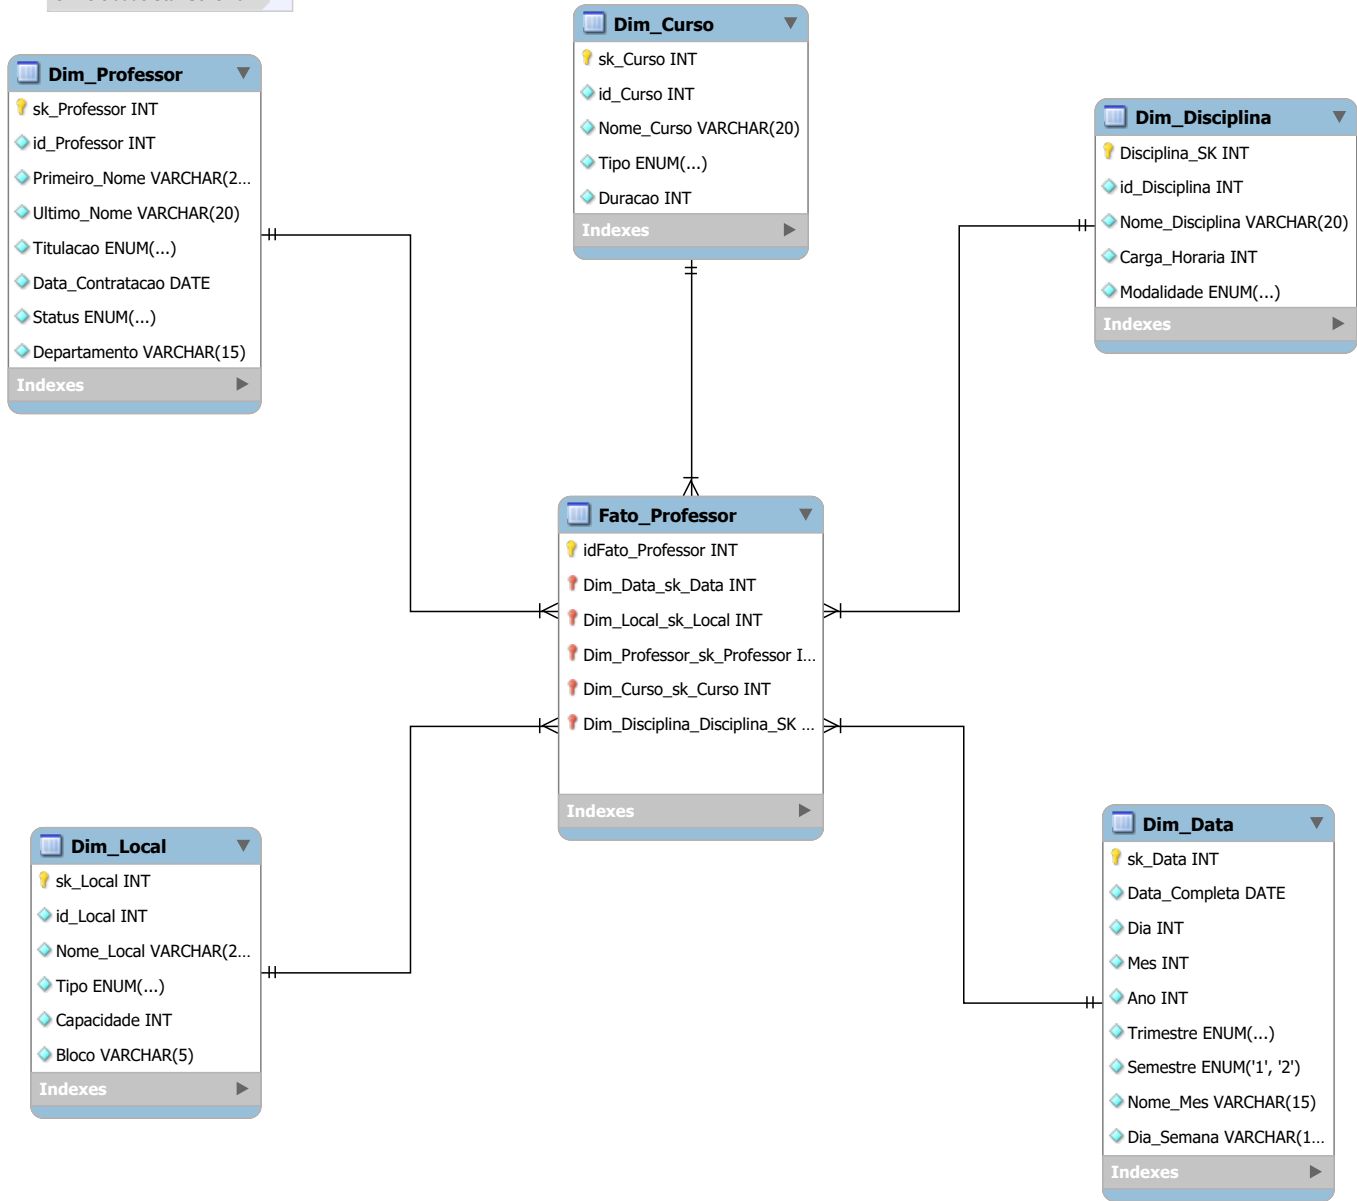 Dim_Curso
sk_Curso INT
id_Curso INT
Nome_Curso VARCHAR(20)
Tipo ENUM(...)
Duracao INT
Indexes
Dim_Professor
sk_Professor INT
id_Professor INT
Primeiro_Nome VARCHAR(2...
Ultimo_Nome VARCHAR(20)
Titulacao ENUM(...)
Data_Contratacao DATE
Status ENUM(...)
Departamento VARCHAR(15)
Indexes
Dim_Disciplina
Disciplina_SK INT
id_Disciplina INT
Nome_Disciplina VARCHAR(20)
Carga_Horaria INT
Modalidade ENUM(...)
Indexes
Fato_Professor
idFato_Professor INT
Dim_Data_sk_Data INT
Dim_Local_sk_Local INT
Dim_Professor_sk_Professor I...
Dim_Curso_sk_Curso INT
Dim_Disciplina_Disciplina_SK ...
Indexes
Dim_Local
sk_Local INT
id_Local INT
Nome_Local VARCHAR(2...
Tipo ENUM(...)
Capacidade INT
Bloco VARCHAR(5)
Indexes
Dim_Data
sk_Data INT
Data_Completa DATE
Dia INT
Mes INT
Ano INT
Trimestre ENUM(...)
Semestre ENUM('1', '2')
Nome_Mes VARCHAR(15)
Dia_Semana VARCHAR(1...
Indexes